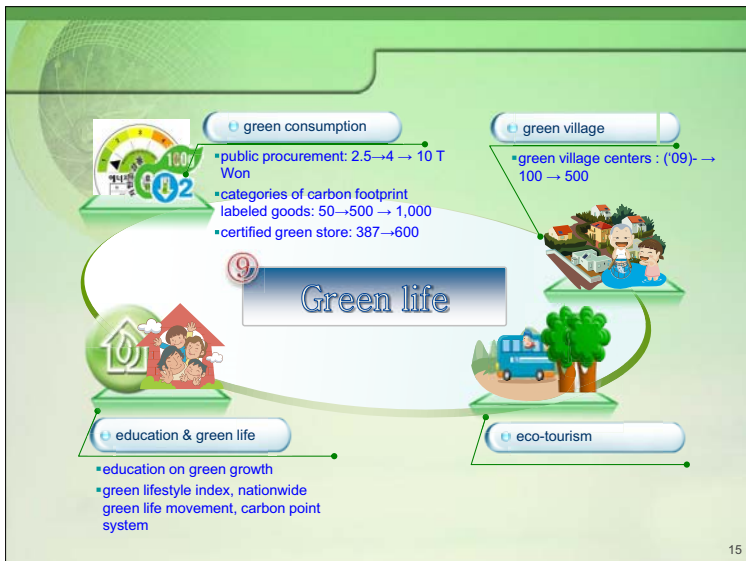 green consumption
▪public procurement: 2.5→4 → 10 T
Won
▪categories of carbon footprint
labeled goods: 50→500 → 1,000
▪certified green store: 387→600
green village
▪green village centers : (‘09)- →
100 → 500
⑨
Green life
education & green life
▪education on green growth
▪green lifestyle index, nationwide
green life movement, carbon point
system
eco-tourism
15